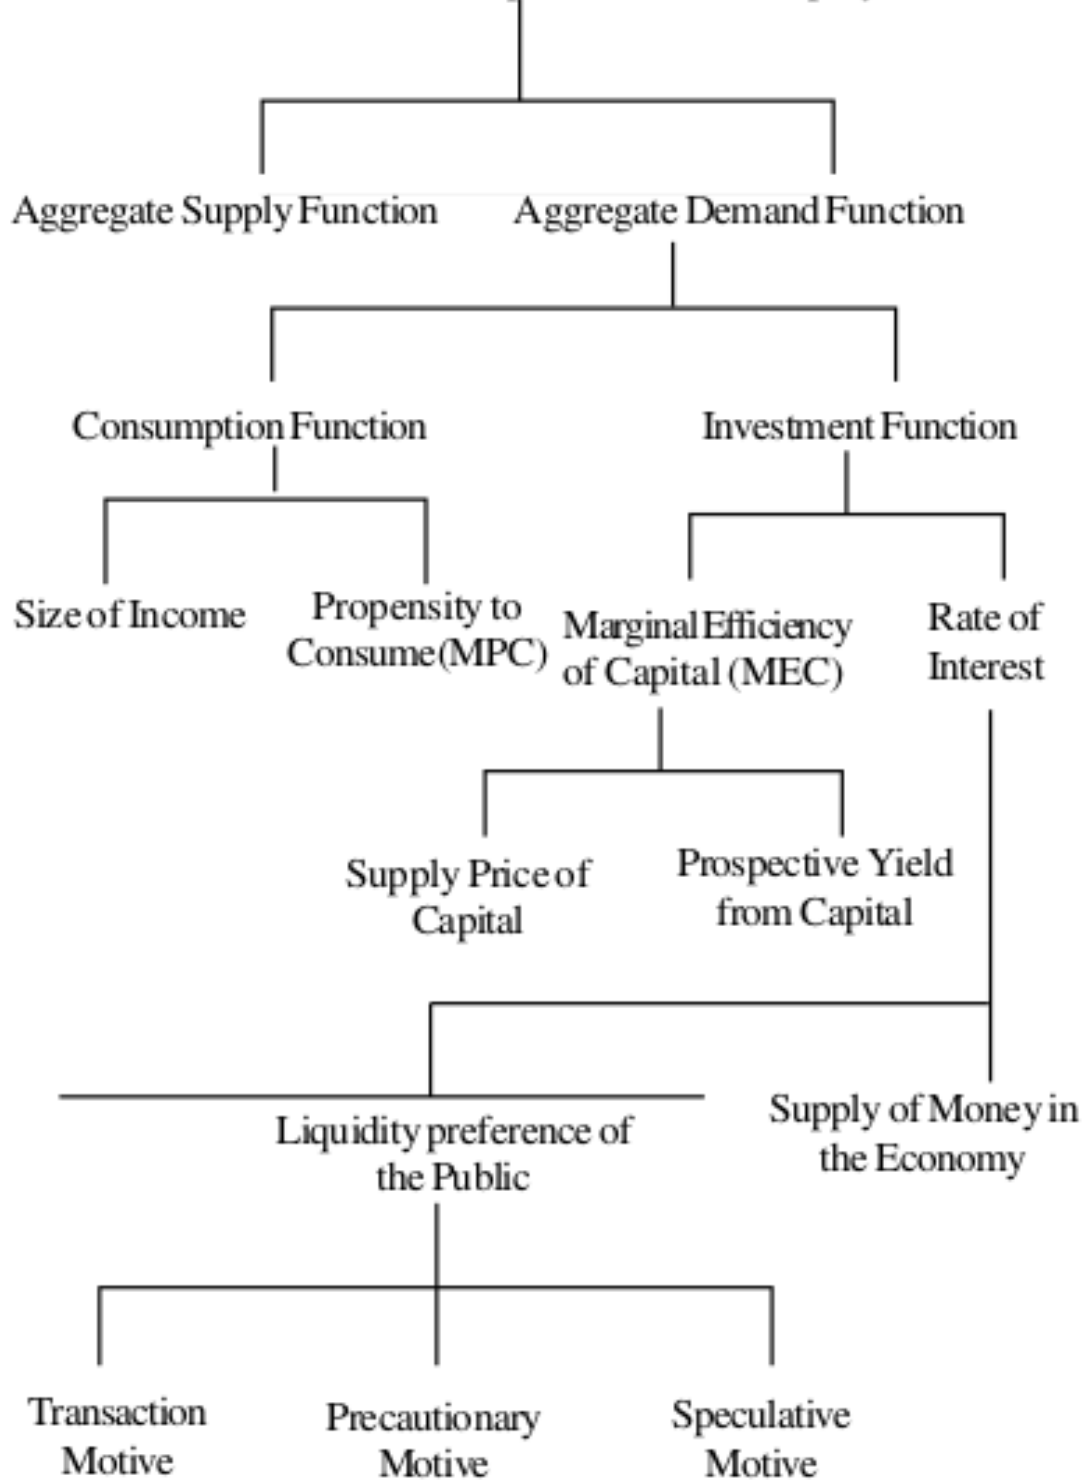 Aggregate Supply Function
Aggregate Demand Function
Consumption Function
Investment Function
Size of Income
Propensity to
Consume (MPC)
Marginal Efficiency
of Capital (MEC)
Rate of
Interest
Supply Price of
Capital
Prospective Yield
from Capital
Liquidity preference of
the Public
Supply of Money in
the Economy
Transaction
Motive
Precautionary
Motive
Speculative
Motive